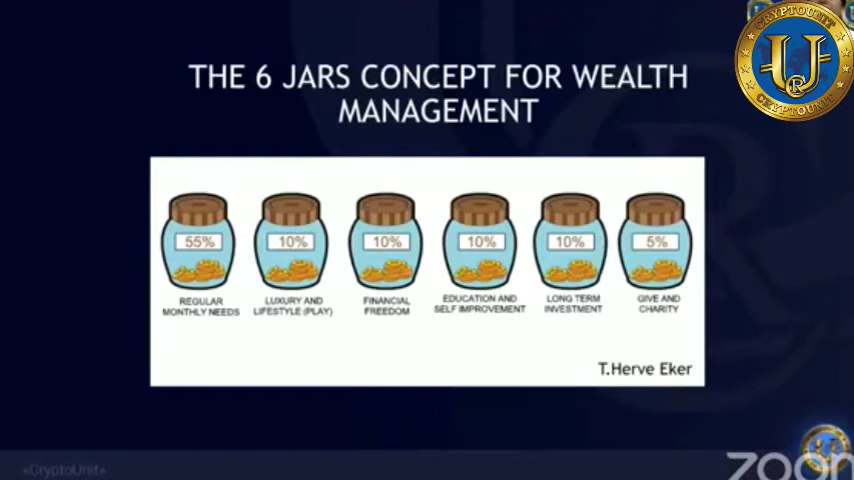 CRYPTOUNIT
THE 6 JARS CONCEPT FOR WEALTH
MANAGEMENT
CRYPTOUNIT
55%
10%
10%
10%
10%
5%
REGULAR
MONTHLY NEEDS
LUXURY AND
LIFESTYLE (PLAY)
FINANCIAL
FREEDOM
EDUCATION AND
SELF IMPROVEMENT
LONG TERM
INVESTMENT
GIVE AND
CHARITY
T.Herve Eker
«CryptoUnit»
zoom